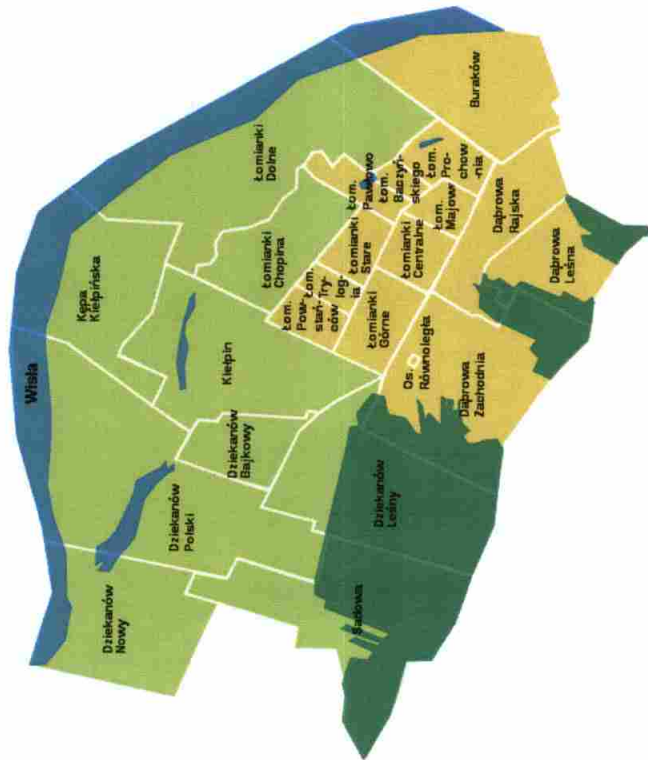 Wisła
Kępa
Kiełpińska
Dziekanów
Nowy
Dziekanów
Polski
Dziekanów
Bajkowy
Kiełpin
Łomianki
Dolne
Łomianki
Chopina
Łom.
Pow-
stań-
ców
Łom.
Try-
log-
ia
Łomianki
Stare
Łom.
Pawłowo
Łom.
Baczyń-
skiego
Łom.
Pro-
chow-
nia
Łomianki
Górne
Łomianki
Centralne
Łom.
Majow
Buraków
Sadowa
Dziekanów
Leśny
Os.
Równoległa
Dąbrowa
Zachodnia
Dąbrowa
Rajska
Dąbrowa
Leśna